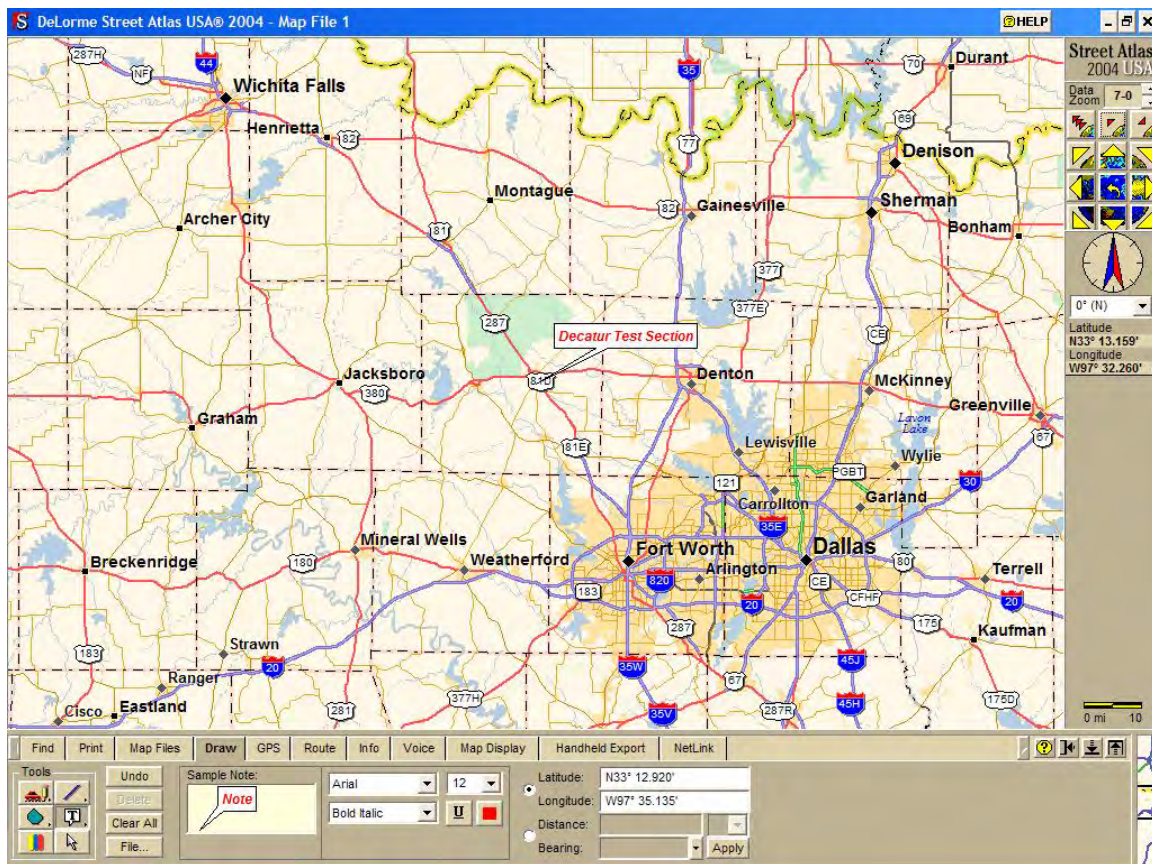 DeLorme Street Atlas USA® 2004 - Map File 1
HELP
287H
NF
44
Wichita Falls
Henrietta
82
35
77
70
Durant
69
Denison
Montague
Archer City
81
82
Gainesville
Sherman
Bonham
377
377E
287
CE
Decatur Test Section
81D
Jacksboro
380
Denton
McKinney
Greenville
67
Graham
81E
Lavon
Lake
Lewisville
Wylie
PGBT
121
30
Carrollton
Garland
35E
Mineral Wells
Breckenridge
180
Weatherford
Fort Worth
Dallas
820
Arlington
CE
80
Terrell
183
20
CFHF
20
287
175
Kaufman
Strawn
183
20
35W
45J
Ranger
377H
67
Eastland
281
35V
287R
45H
175D
Cisco
Street Atlas
2004 USA
Data
Zoom
7-0
0° (N)
Latitude
N33° 13.159'
Longitude
W97° 32.260'
0 mi 10
Find Print Map Files Draw GPS Route Info Voice Map Display Handheld Export NetLink
Tools
Undo
Delete
Clear All
File...
Sample Note:
Note
Arial
12
Bold Italic
U
Latitude: N33° 12.920'
Longitude: W97° 35.135'
Distance:
Bearing:
Apply